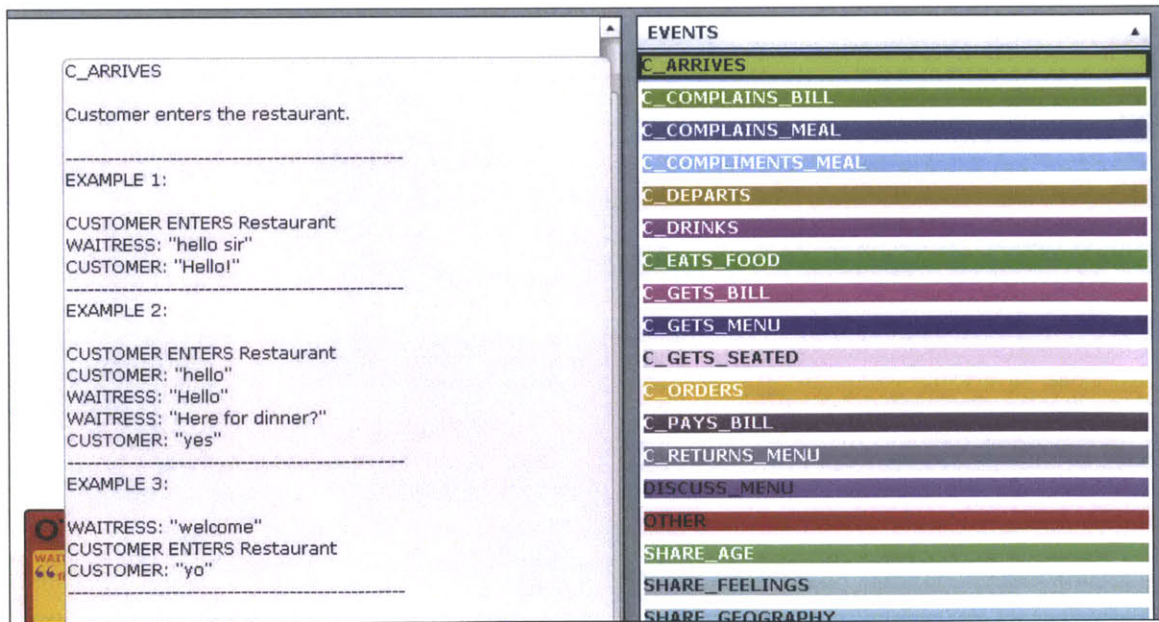 C_ARRIVES
Customer enters the restaurant.
----------------------------------------
EXAMPLE 1:
CUSTOMER ENTERS Restaurant
WAITRESS: "hello sir"
CUSTOMER: "Hello!"
----------------------------------------
EXAMPLE 2:
CUSTOMER ENTERS Restaurant
CUSTOMER: "hello"
WAITRESS: "Hello"
WAITRESS: "Here for dinner?"
CUSTOMER: "yes"
----------------------------------------
EXAMPLE 3:
WAITRESS: "welcome"
CUSTOMER ENTERS Restaurant
CUSTOMER: "yo"
----------------------------------------
EVENTS
C_ARRIVES
C_COMPLAINS_BILL
C_COMPLAINS_MEAL
C_COMPLIMENTS_MEAL
C_DEPARTS
C_DRINKS
C_EATS_FOOD
C_GETS_BILL
C_GETS_MENU
C_GETS_SEATED
C_ORDERS
C_PAYS_BILL
C_RETURNS_MENU
DISCUSS_MENU
OTHER
SHARE_AGE
SHARE_FEELINGS
SHARE_GEOGRAPHY